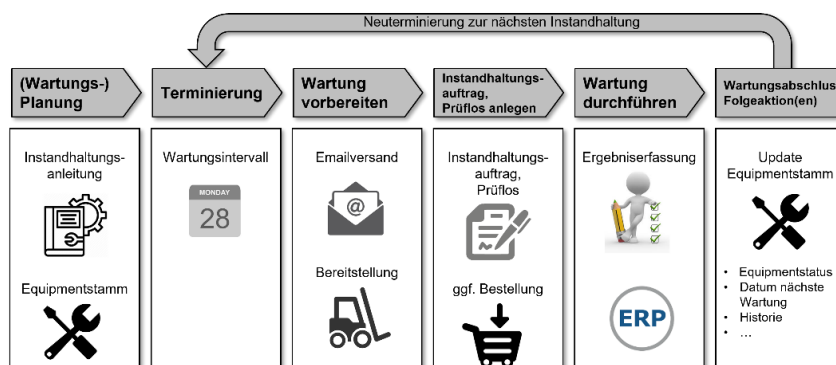 Neuterminierung zur nächsten Instandhaltung
(Wartungs-)
Planung
Terminierung
Wartung
vorbereiten
Instandhaltungs-
auftrag,
Prüflos anlegen
Wartung
durchführen
Wartungsabschlus
Folgeaktion(en)
Instandhaltungs-
anleitung
Equipmentstamm
Wartungsintervall
MONDAY
28
Emailversand
@
Bereitstellung
Instandhaltungs-
auftrag,
Prüflos
ggf. Bestellung
Ergebniserfassung
ERP
Update
Equipmentstamm
• Equipmentstatus
• Datum nächste
Wartung
• Historie
• …